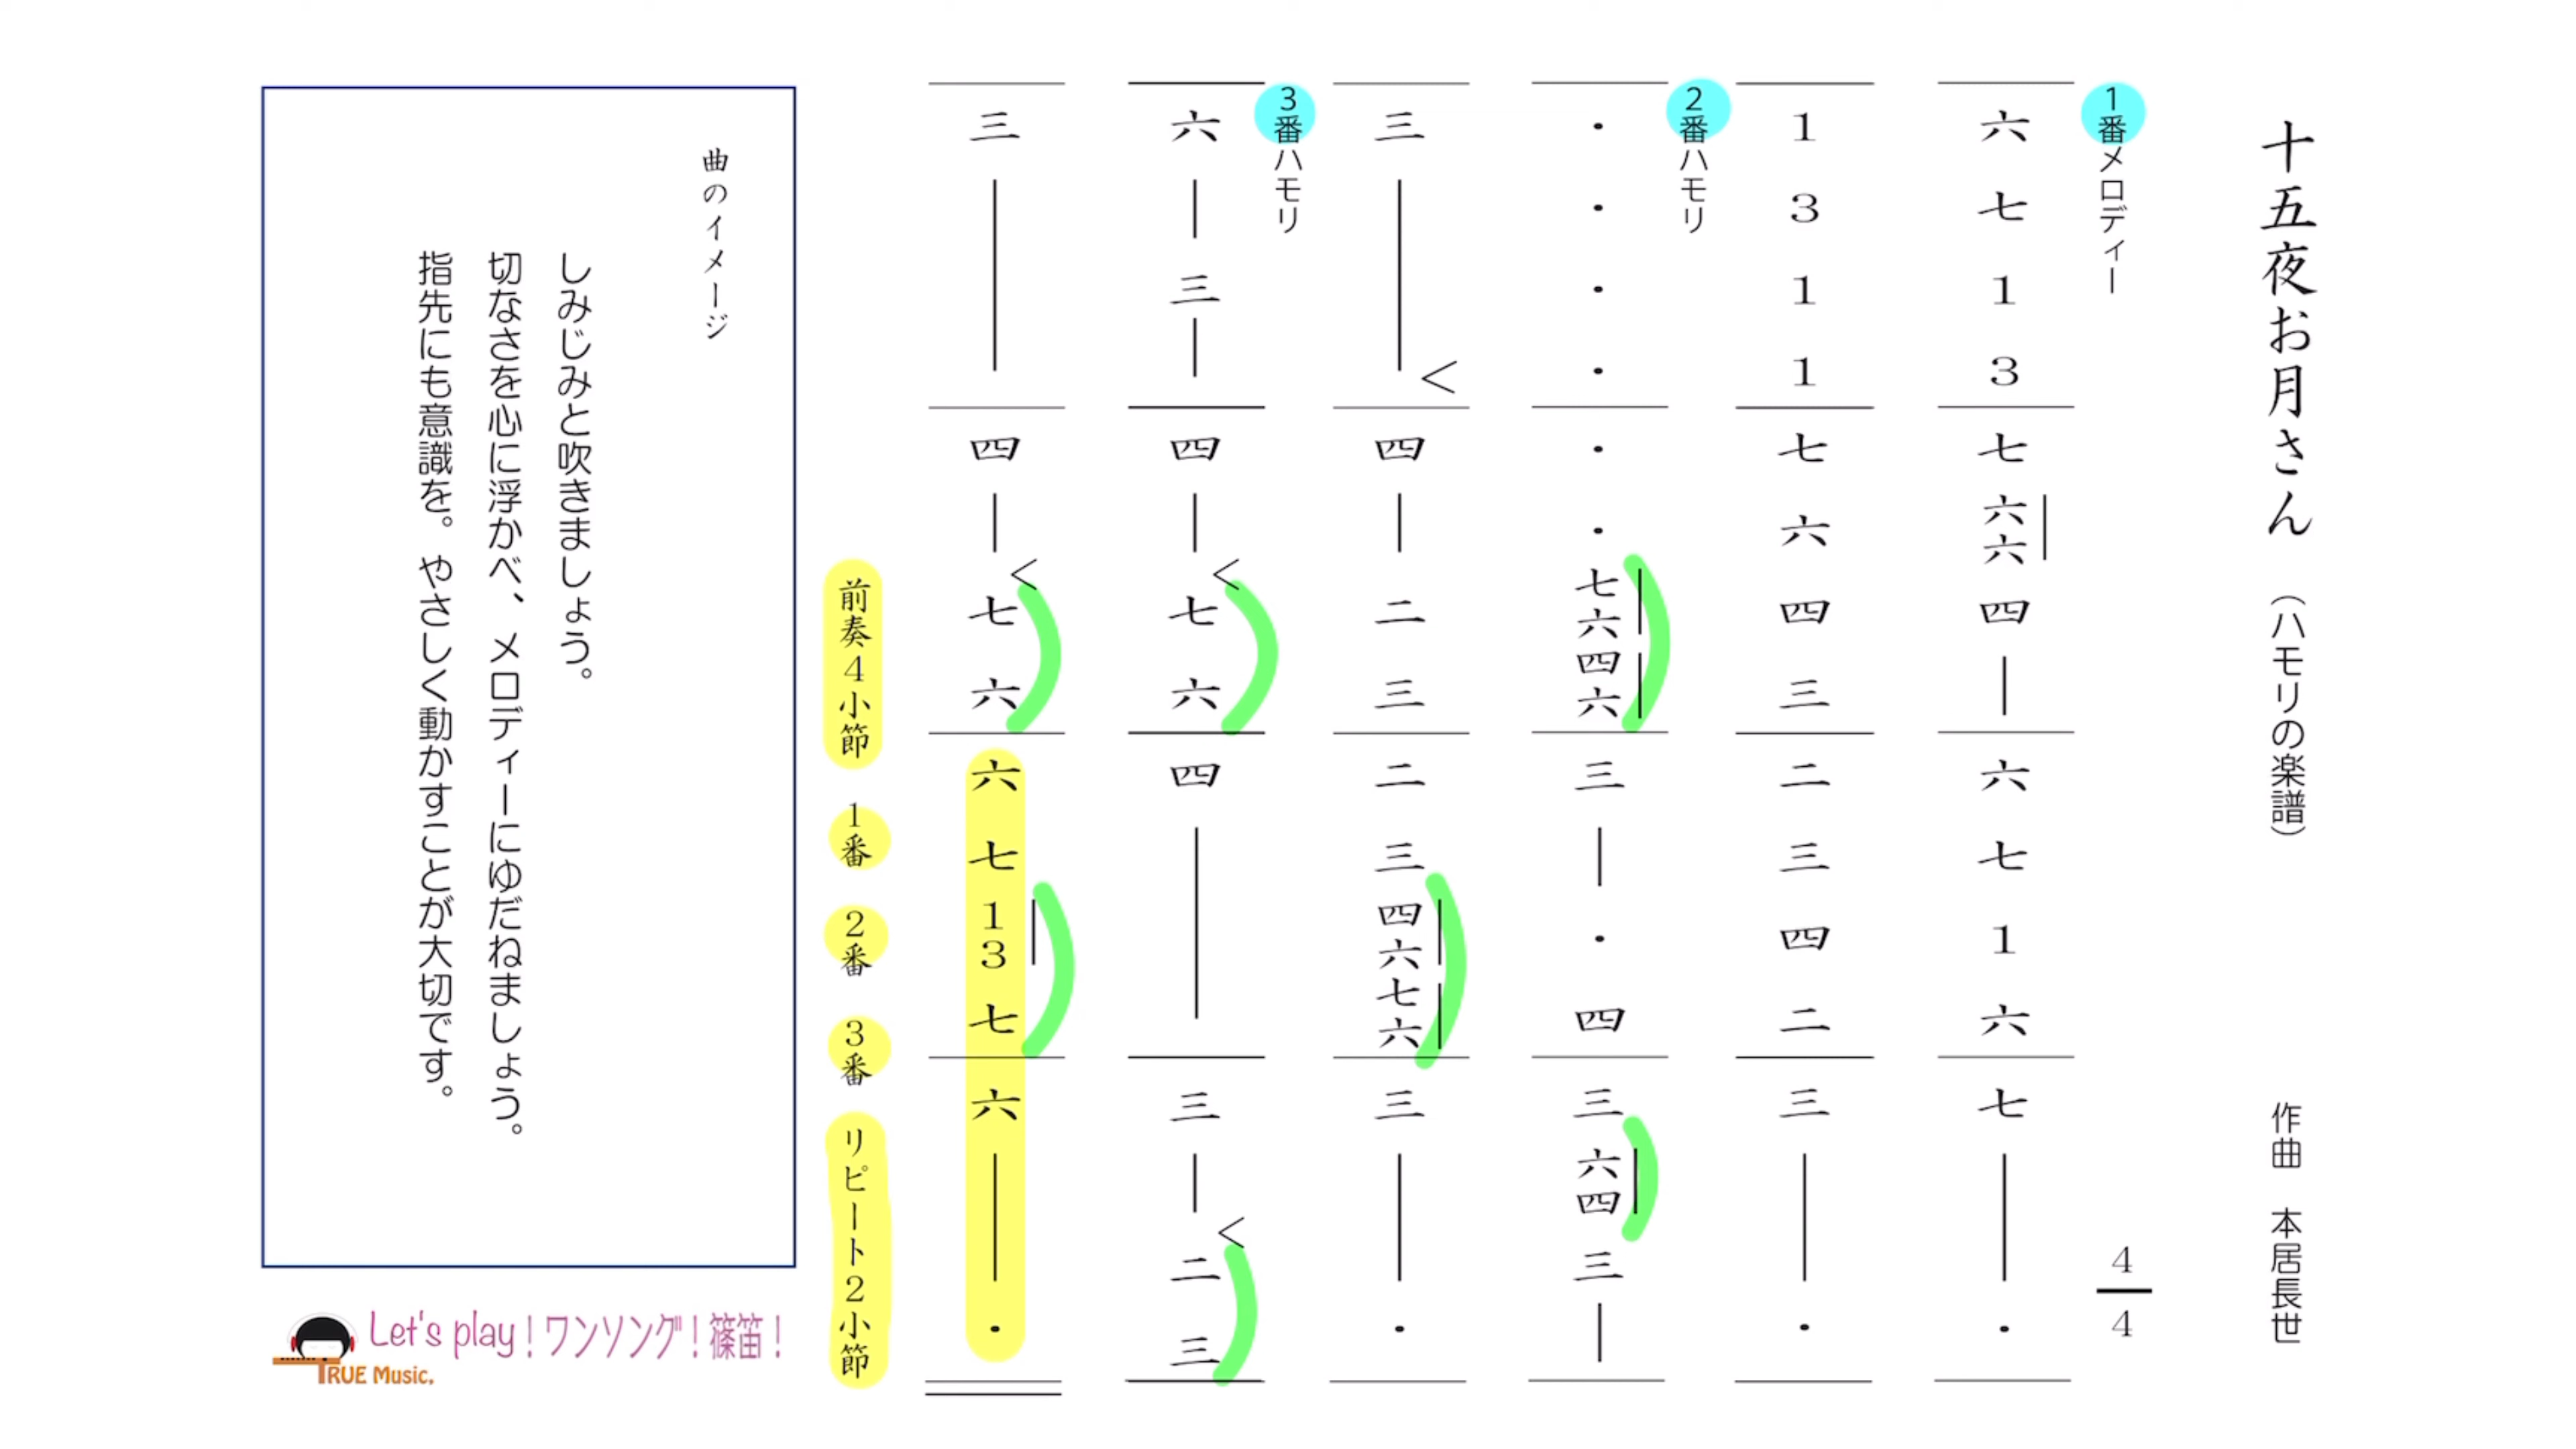 十五夜お月さん（ハモリの楽譜） 作曲 本居長世
4
4
1番メロディー
六七13七六六四｜六七16七｜・
1311七六四三二三四二三｜・
2番ハモリ
・・・・・・七六四六三｜・四三六四三｜
三｜＜四｜二三二三四六七六三｜・
3番ハモリ
六｜三｜四｜＜七六四｜三｜＜二三
三｜四｜＜七六六七13七六｜・
前奏4小節 1番 2番 3番 リピート2小節
曲のイメージ
しみじみと吹きましょう。
切なさを心に浮かべ、メロディーにゆだねましょう。
指先にも意識を。やさしく動かすことが大切です。
Let's play！ワンソング！篠笛！
TRUE Music.